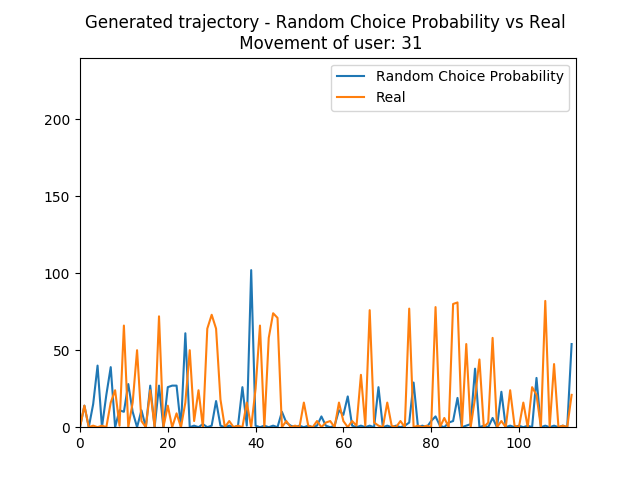 Generated trajectory - Random Choice Probability vs Real
Movement of user: 31
Random Choice Probability
Real
200
150
100
50
0
0 20 40 60 80 100